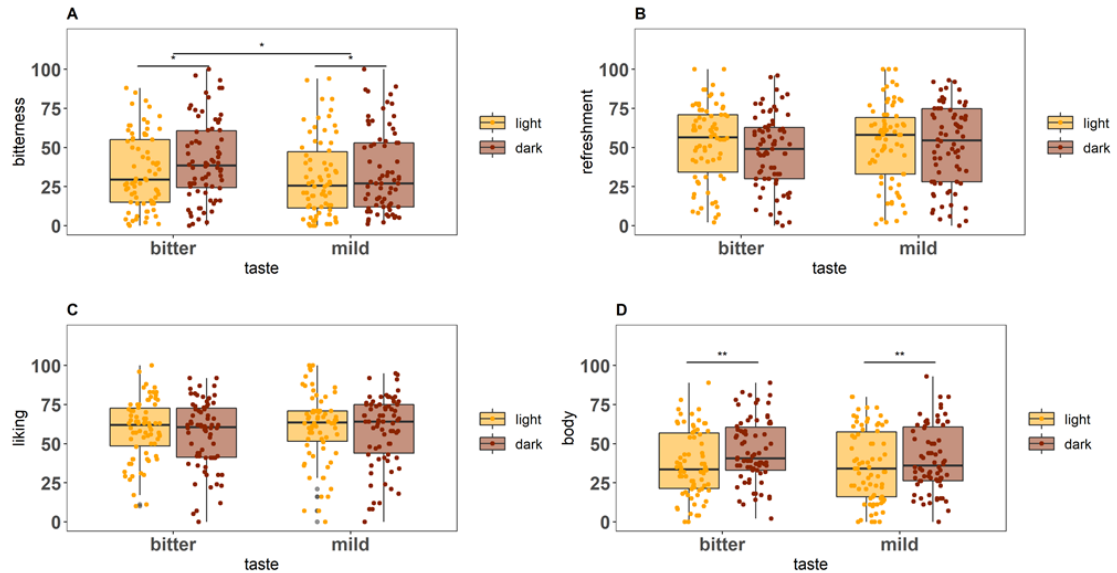 A
*
*
*
100
75
50
25
0
bitterness
bitter
mild
taste
light
dark
B
100
75
50
25
0
refreshment
bitter
mild
taste
light
dark
C
100
75
50
25
0
liking
bitter
mild
taste
light
dark
D
**
**
100
75
50
25
0
body
bitter
mild
taste
light
dark